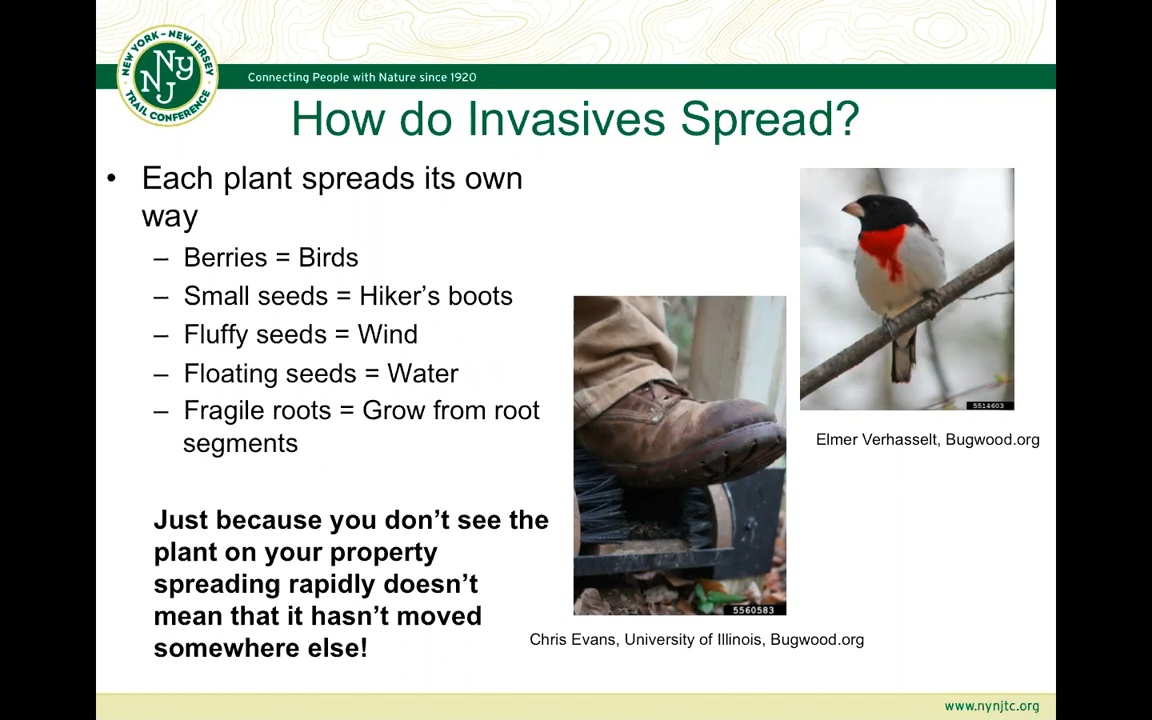 NEW YORK - NEW JERSEY
NY
NJ
TRAIL CONFERENCE
Connecting People with Nature since 1920
How do Invasives Spread?
• Each plant spreads its own
way
– Berries = Birds
– Small seeds = Hiker’s boots
– Fluffy seeds = Wind
– Floating seeds = Water
– Fragile roots = Grow from root
segments
Just because you don’t see the
plant on your property
spreading rapidly doesn’t
mean that it hasn’t moved
somewhere else!
5514603
Elmer Verhasselt, Bugwood.org
5560583
Chris Evans, University of Illinois, Bugwood.org
www.nynjtc.org